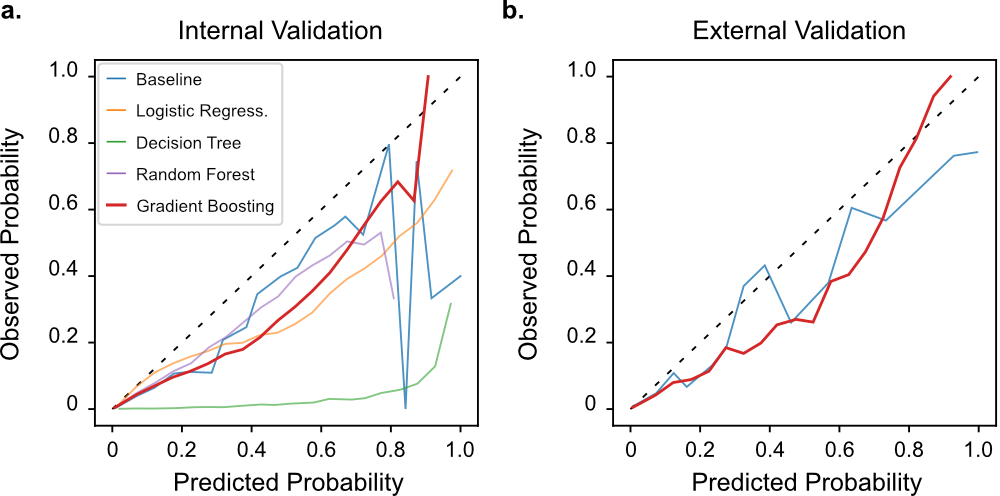 a.
Internal Validation
Observed Probability
1.0
0.8
0.6
0.4
0.2
0
Baseline
Logistic Regress.
Decision Tree
Random Forest
Gradient Boosting
0.0
0.2
0.4
0.6
0.8
1.0
Predicted Probability
b.
External Validation
Observed Probability
1.0
0.8
0.6
0.4
0.2
0
0.0
0.2
0.4
0.6
0.8
1.0
Predicted Probability